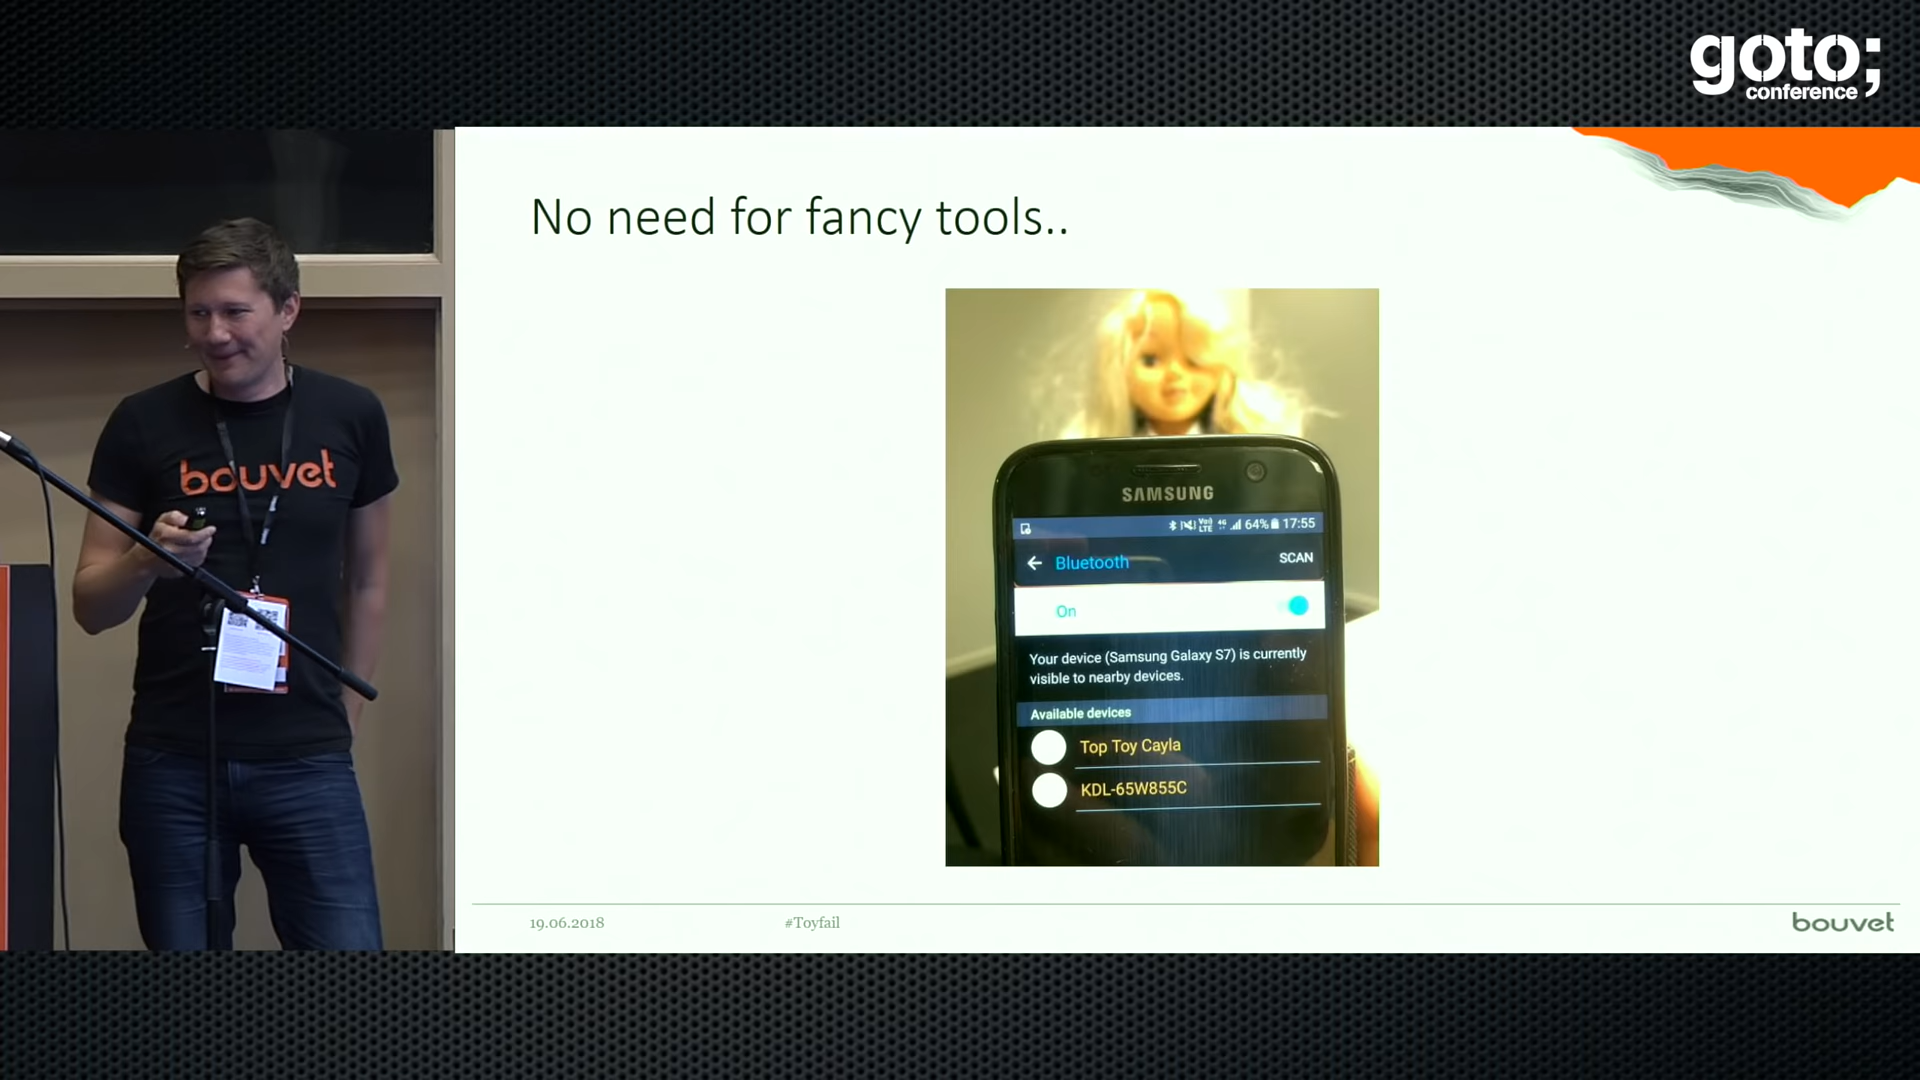 goto;
conference
No need for fancy tools..
bouvet
SAMSUNG
64% 17:55
Bluetooth
SCAN
On
Your device (Samsung Galaxy S7) is currently
visible to nearby devices.
Available devices
Top Toy Cayla
KDL-65W855C
19.06.2018
#Toyfail
bouvet